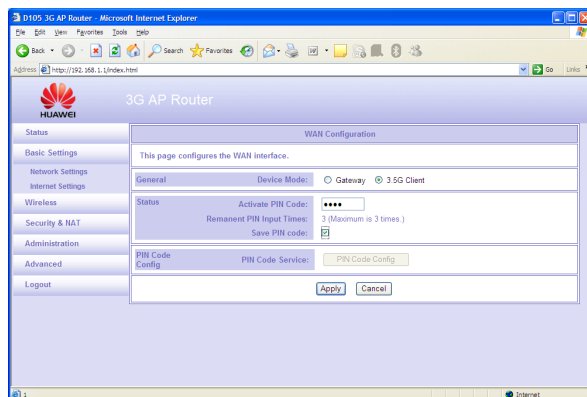 D105 3G AP Router - Microsoft Internet Explorer
File Edit View Favorites Tools Help
Back Search Favorites
Address http://192.168.1.1/index.html Go Links
HUAWEI
3G AP Router
Status
Basic Settings
Network Settings
Internet Settings
Wireless
Security & NAT
Administration
Advanced
Logout
WAN Configuration
This page configures the WAN interface.
General Device Mode: Gateway 3.5G Client
Status Activate PIN Code: ••••
Remanent PIN Input Times: 3 (Maximum is 3 times.)
Save PIN code:
PIN Code Config PIN Code Service: PIN Code Config
Apply Cancel
1 Internet